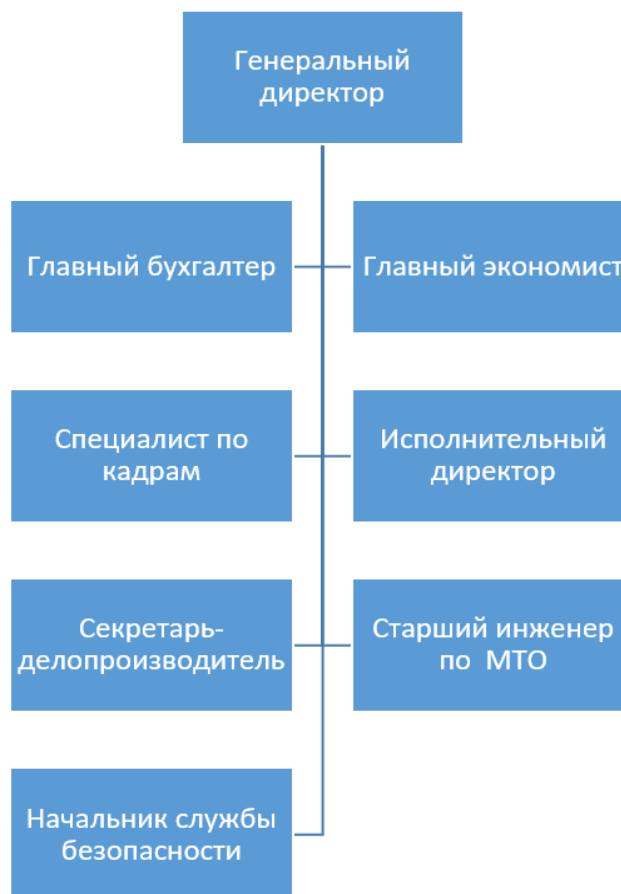 Генеральный
директор
Главный бухгалтер
Главный экономист
Специалист по
кадрам
Исполнительный
директор
Секретарь-
делопроизводитель
Старший инженер
по МТО
Начальник службы
безопасности